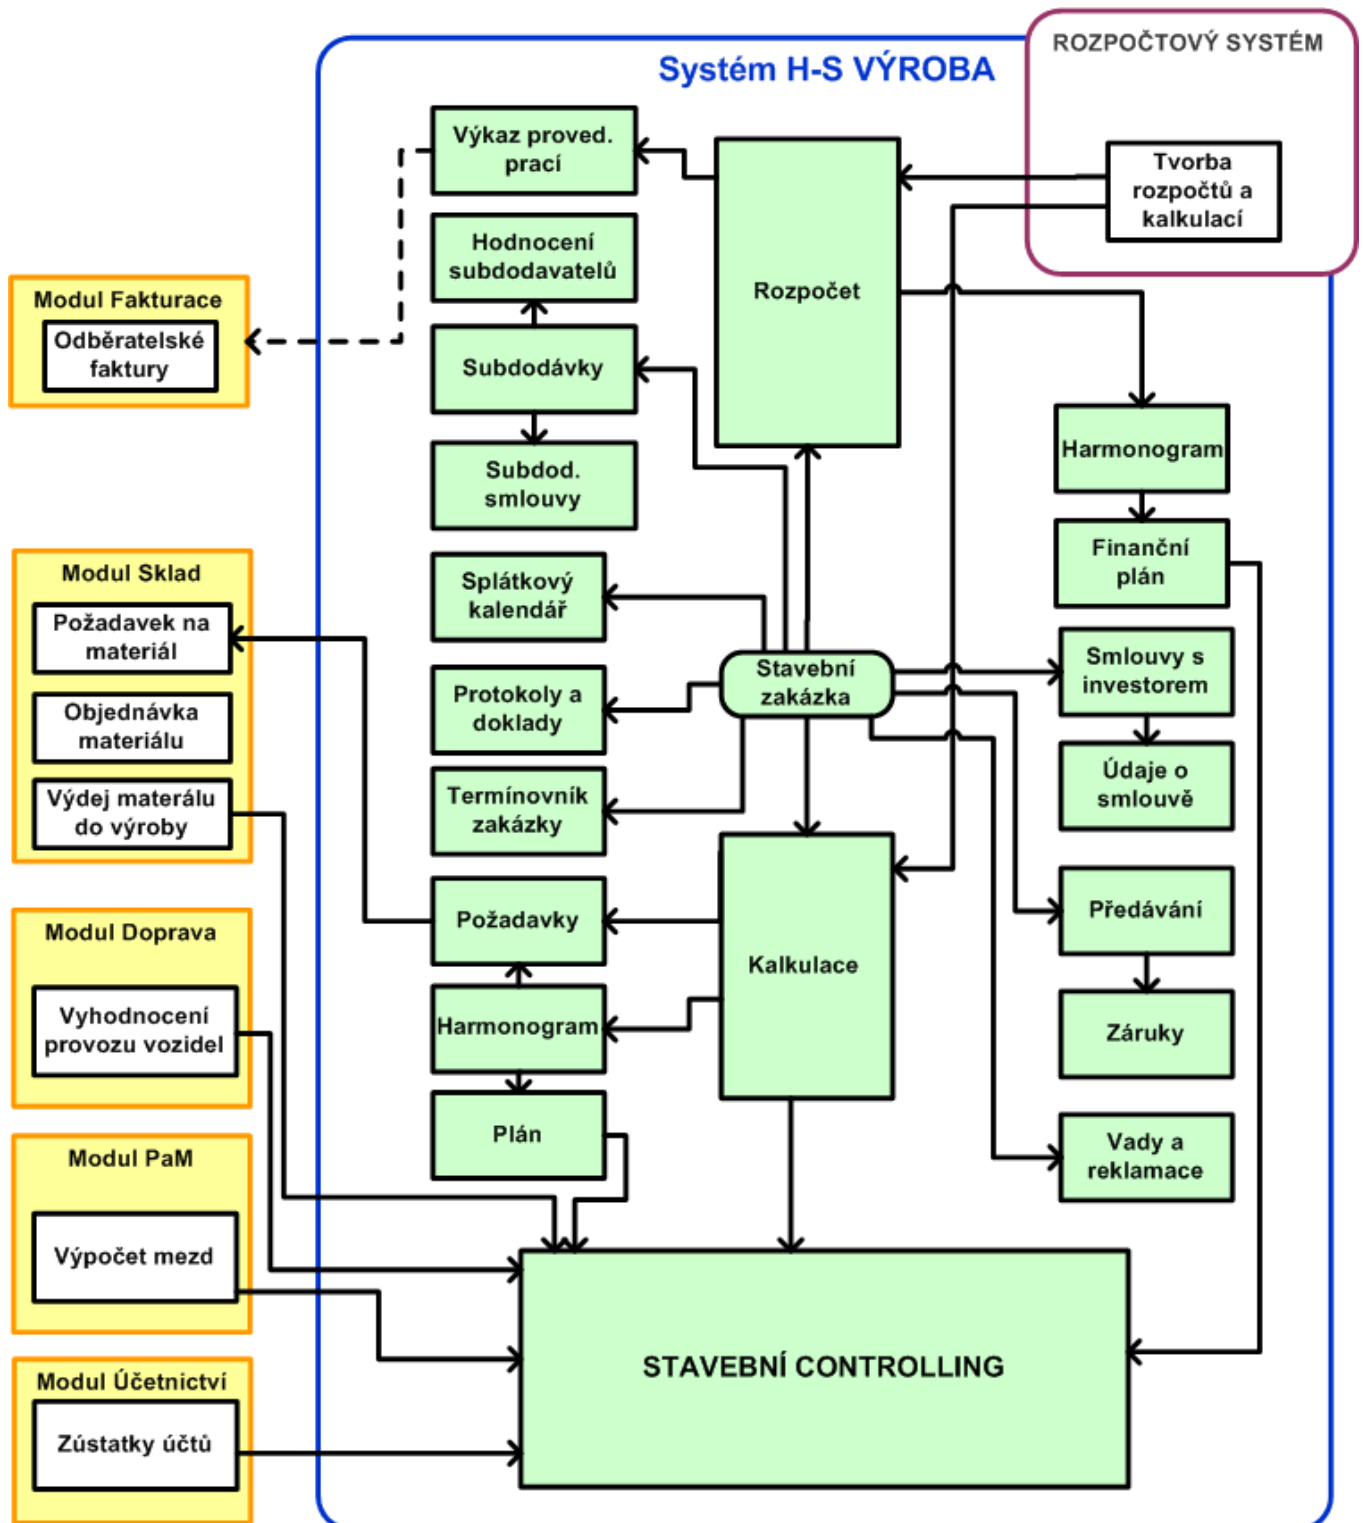 ROZPOČTOVÝ SYSTÉM
Systém H-S VÝROBA
Výkaz proved.
prací
Tvorba
rozpočtů a
kalkulací
Hodnocení
subdodavatelů
Rozpočet
Modul Fakturace
Odběratelské
faktury
Subdodávky
Harmonogram
Subdod.
smlouvy
Finanční
plán
Modul Sklad
Požadavek na
materiál
Objednávka
materiálu
Výdej materálu
do výroby
Splátkový
kalendář
Stavební
zakázka
Smlouvy s
investorem
Protokoly a
doklady
Údaje o
smlouvě
Termínovník
zakázky
Požadavky
Kalkulace
Předávání
Modul Doprava
Vyhodnocení
provozu vozidel
Harmonogram
Záruky
Plán
Vady a
reklamace
Modul PaM
Výpočet mezd
STAVEBNÍ CONTROLLING
Modul Účetnictví
Zústatky účtů